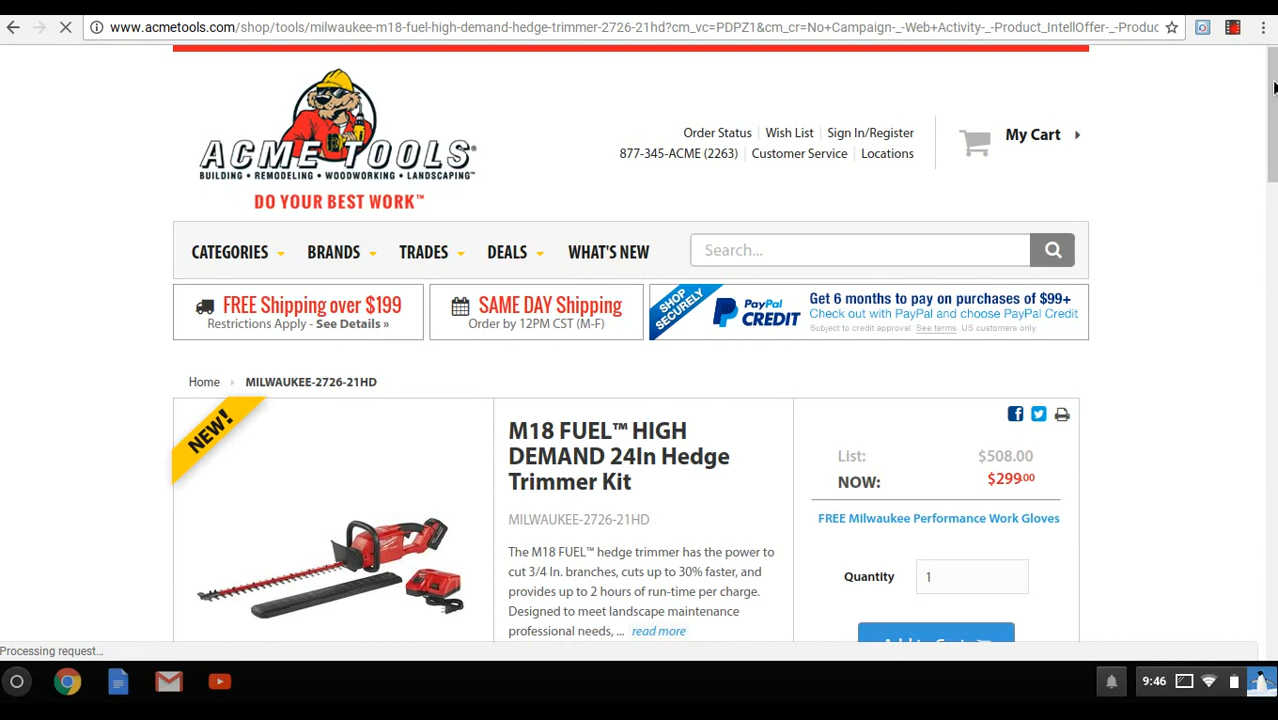 www.acmetools.com/shop/tools/milwaukee-m18-fuel-high-demand-hedge-trimmer-2726-21hd?cm_vc=PDPZ1&cm_cr=No+Campaign-_-Web+Activity-_-Product_IntellOffer-_-Produc
ACME TOOLS®
BUILDING • REMODELING • WOODWORKING • LANDSCAPING™
DO YOUR BEST WORK™
Order Status | Wish List | Sign In/Register
877-345-ACME (2263) | Customer Service | Locations
My Cart
CATEGORIES BRANDS TRADES DEALS WHAT'S NEW
Search...
FREE Shipping over $199
Restrictions Apply - See Details »
SAME DAY Shipping
Order by 12PM CST (M-F)
SHOP SECURELY
PayPal CREDIT
Get 6 months to pay on purchases of $99+
Check out with PayPal and choose PayPal Credit
Subject to credit approval. See terms. US customers only.
Home MILWAUKEE-2726-21HD
NEW!
M18 FUEL™ HIGH
DEMAND 24In Hedge
Trimmer Kit
MILWAUKEE-2726-21HD
The M18 FUEL™ hedge trimmer has the power to
cut 3/4 In. branches, cuts up to 30% faster, and
provides up to 2 hours of run-time per charge.
Designed to meet landscape maintenance
professional needs, ... read more
List: $508.00
NOW: $299.00
FREE Milwaukee Performance Work Gloves
Quantity 1
Add to Cart
Processing request...
9:46